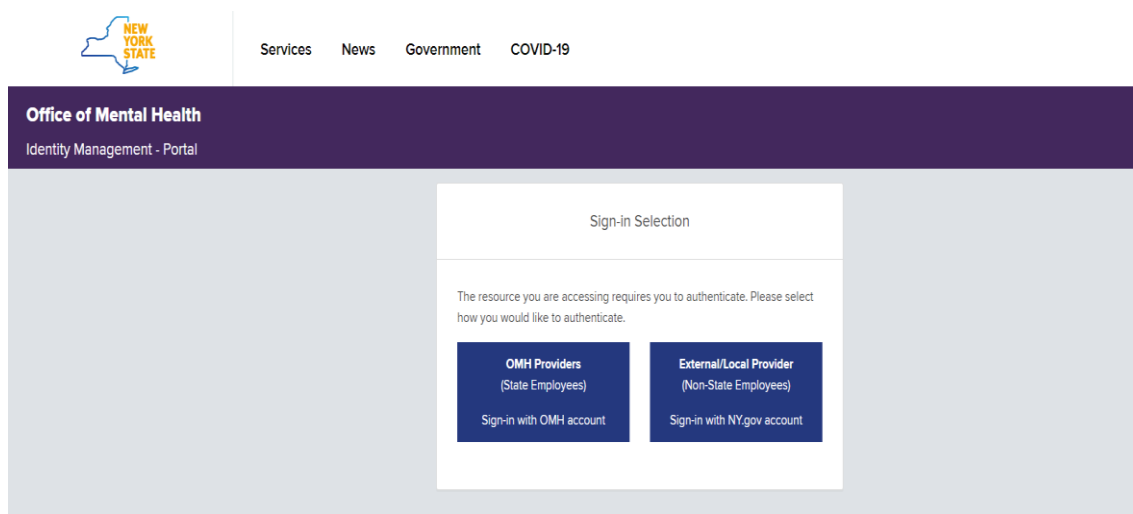 NEW
YORK
STATE
Services News Government COVID-19
Office of Mental Health
Identity Management - Portal
Sign-in Selection
The resource you are accessing requires you to authenticate. Please select
how you would like to authenticate.
OMH Providers
(State Employees)
Sign-in with OMH account
External/Local Provider
(Non-State Employees)
Sign-in with NY.gov account